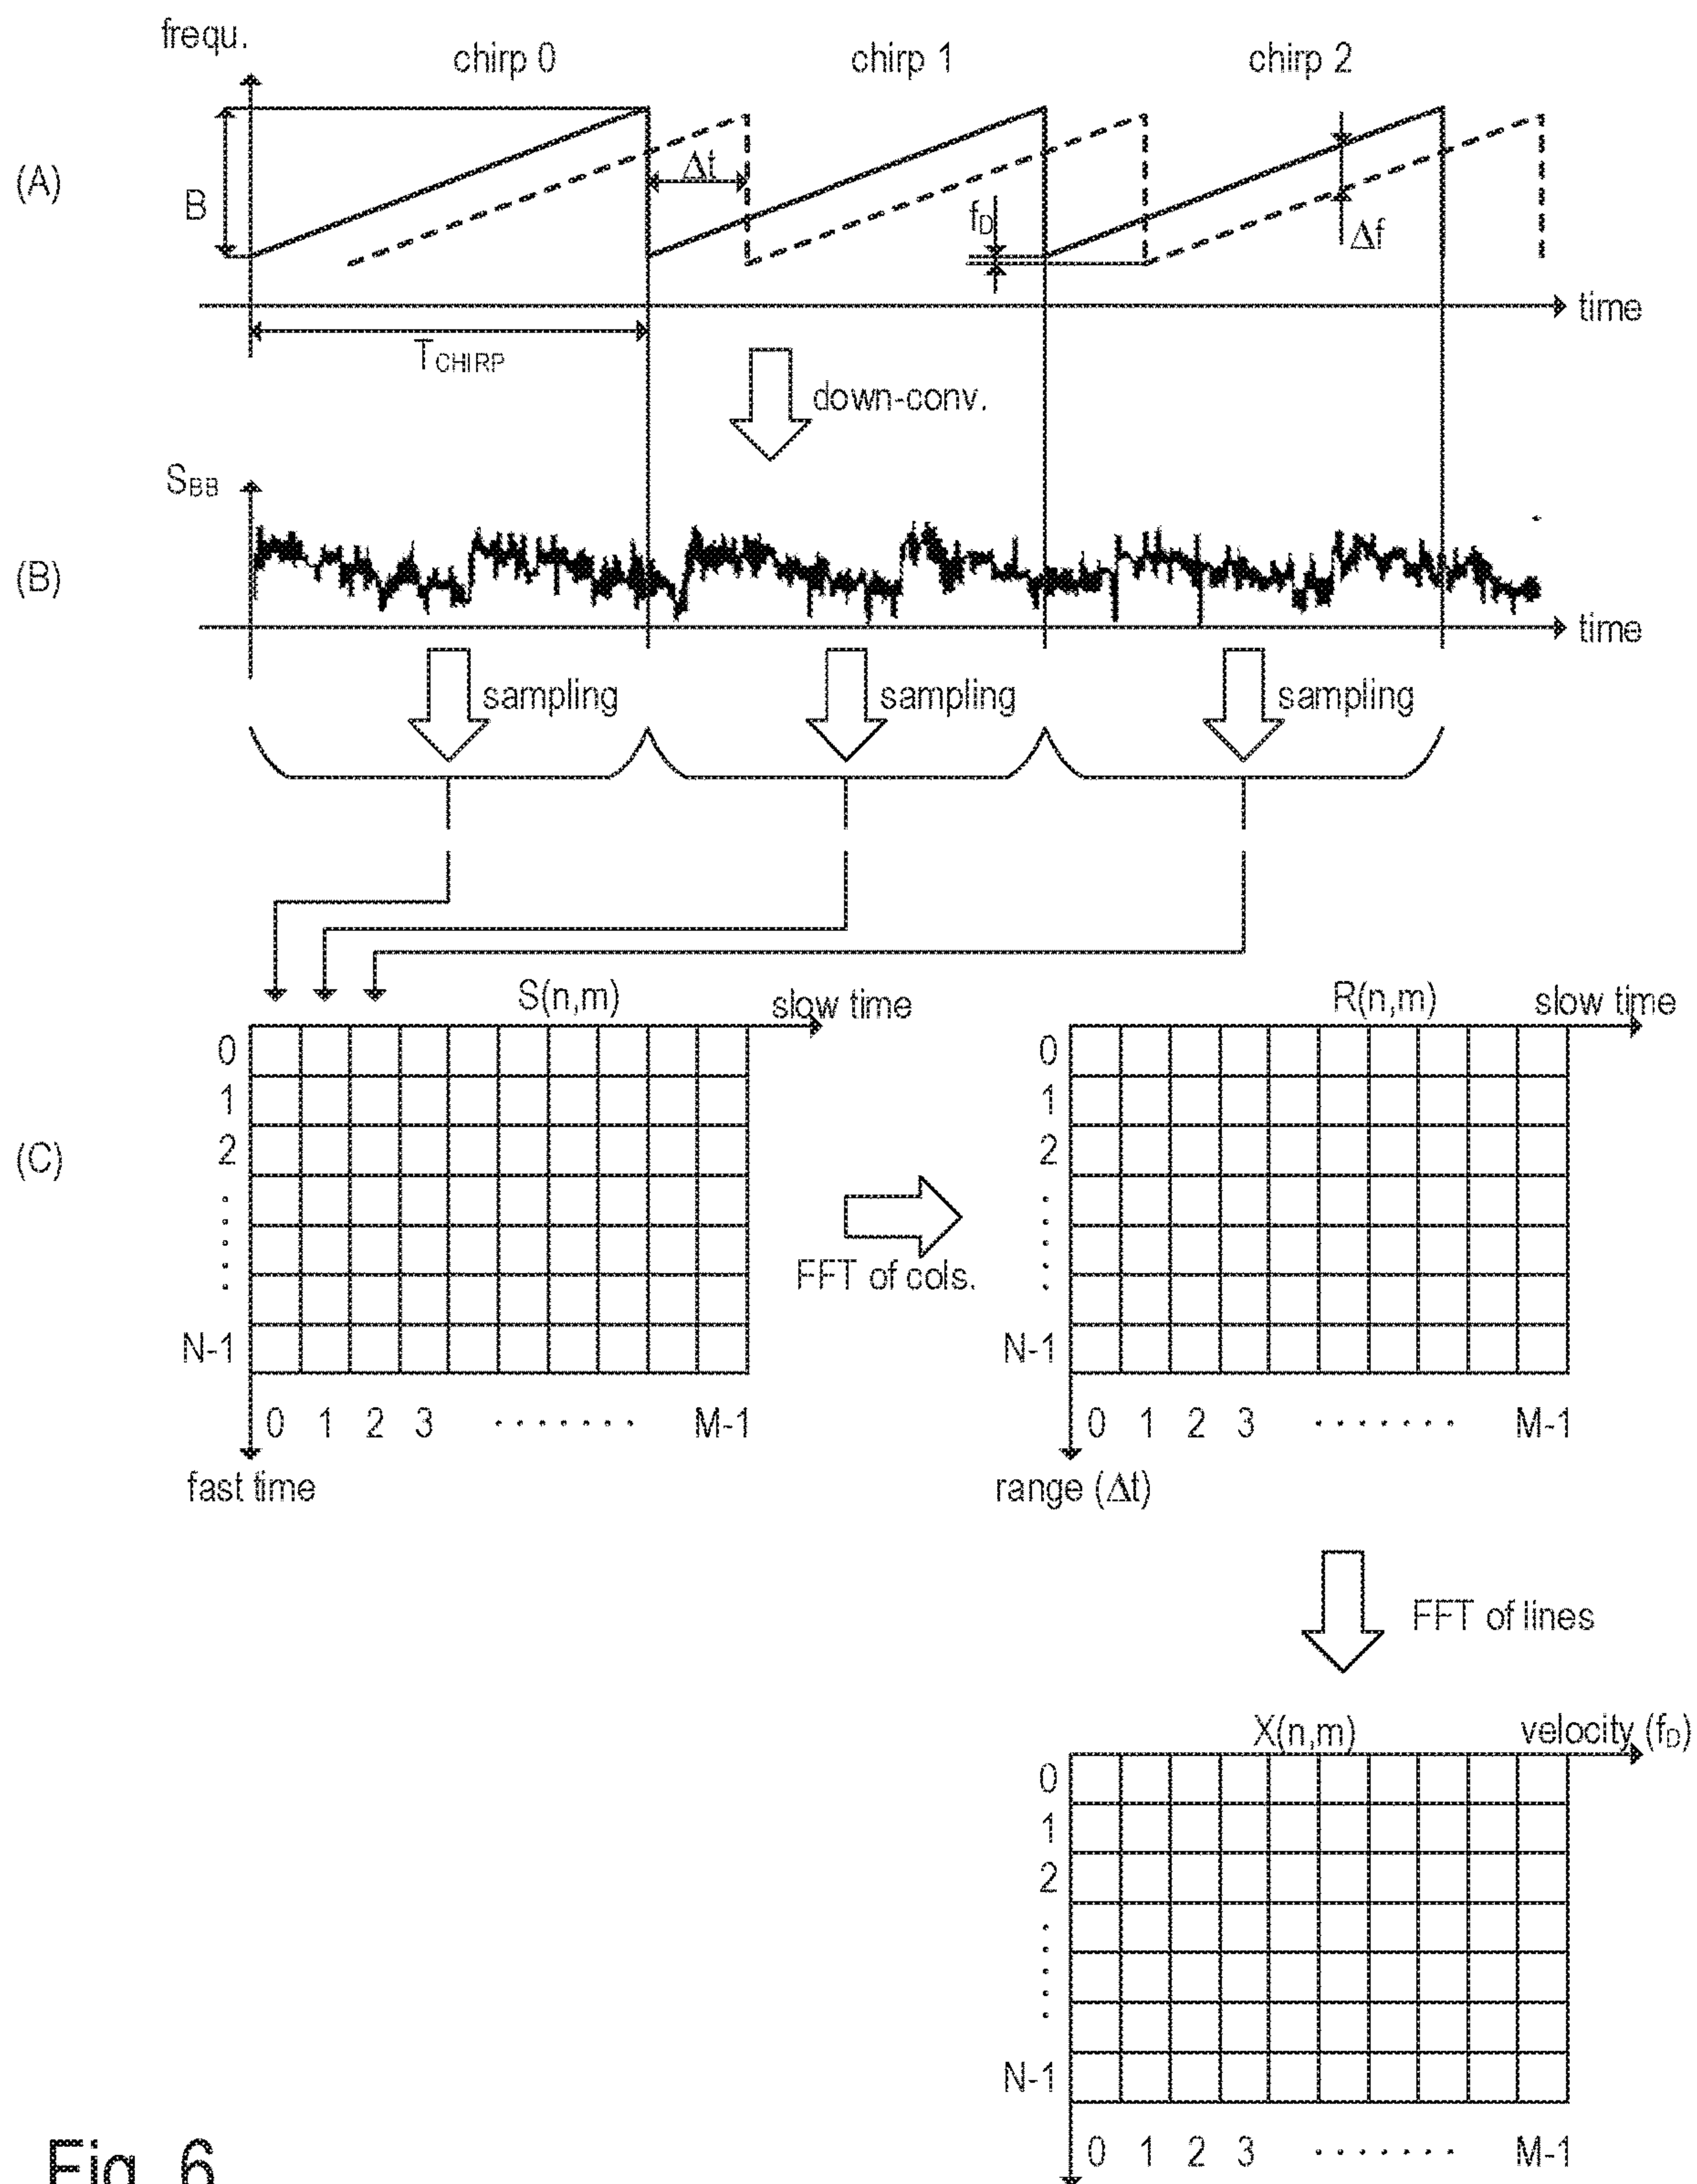 frequ.
chirp 0
chirp 1
chirp 2
(A)
B
Δt
fD
Δf
time
TCHIRP
down-conv.
SBB
(B)
time
sampling
sampling
sampling
(C)
S(n,m)
slow time
0
1
2
N-1
0 1 2 3 ....... M-1
fast time
FFT of cols.
R(n,m)
slow time
0
1
2
N-1
0 1 2 3 ....... M-1
range (Δt)
FFT of lines
X(n,m)
velocity (fD)
0
1
2
N-1
0 1 2 3 ....... M-1
Fig. 6